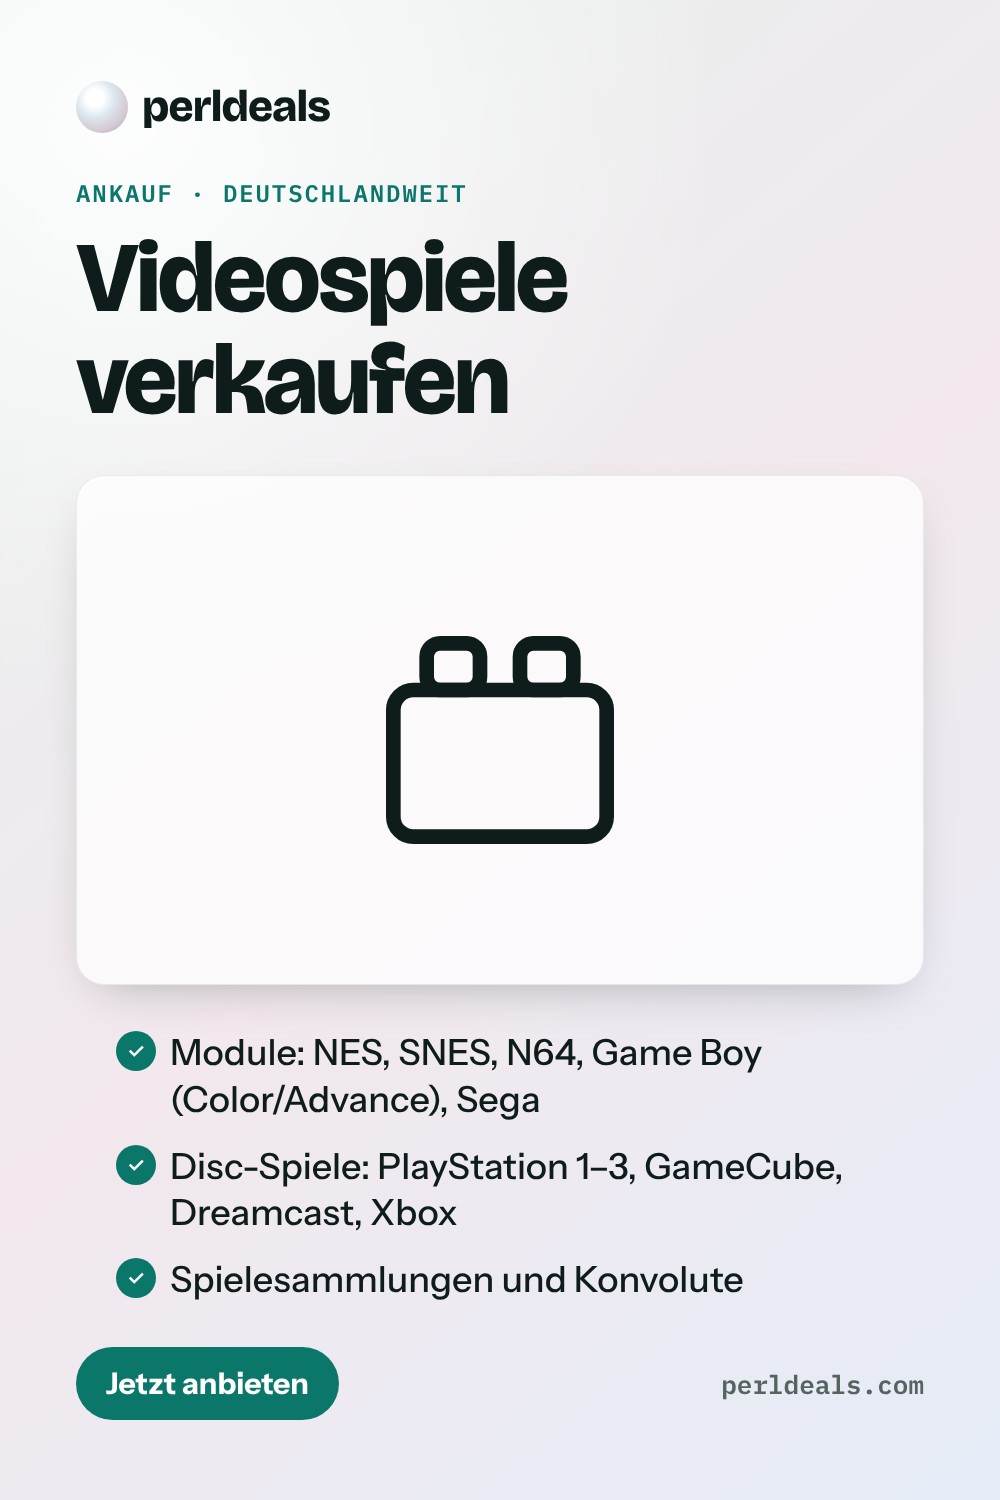 perldeals
ANKAUF · DEUTSCHLANDWEIT
Videospiele
verkaufen
Module: NES, SNES, N64, Game Boy
(Color/Advance), Sega
Disc-Spiele: PlayStation 1–3, GameCube,
Dreamcast, Xbox
Spielesammlungen und Konvolute
Jetzt anbieten
perldeals.com